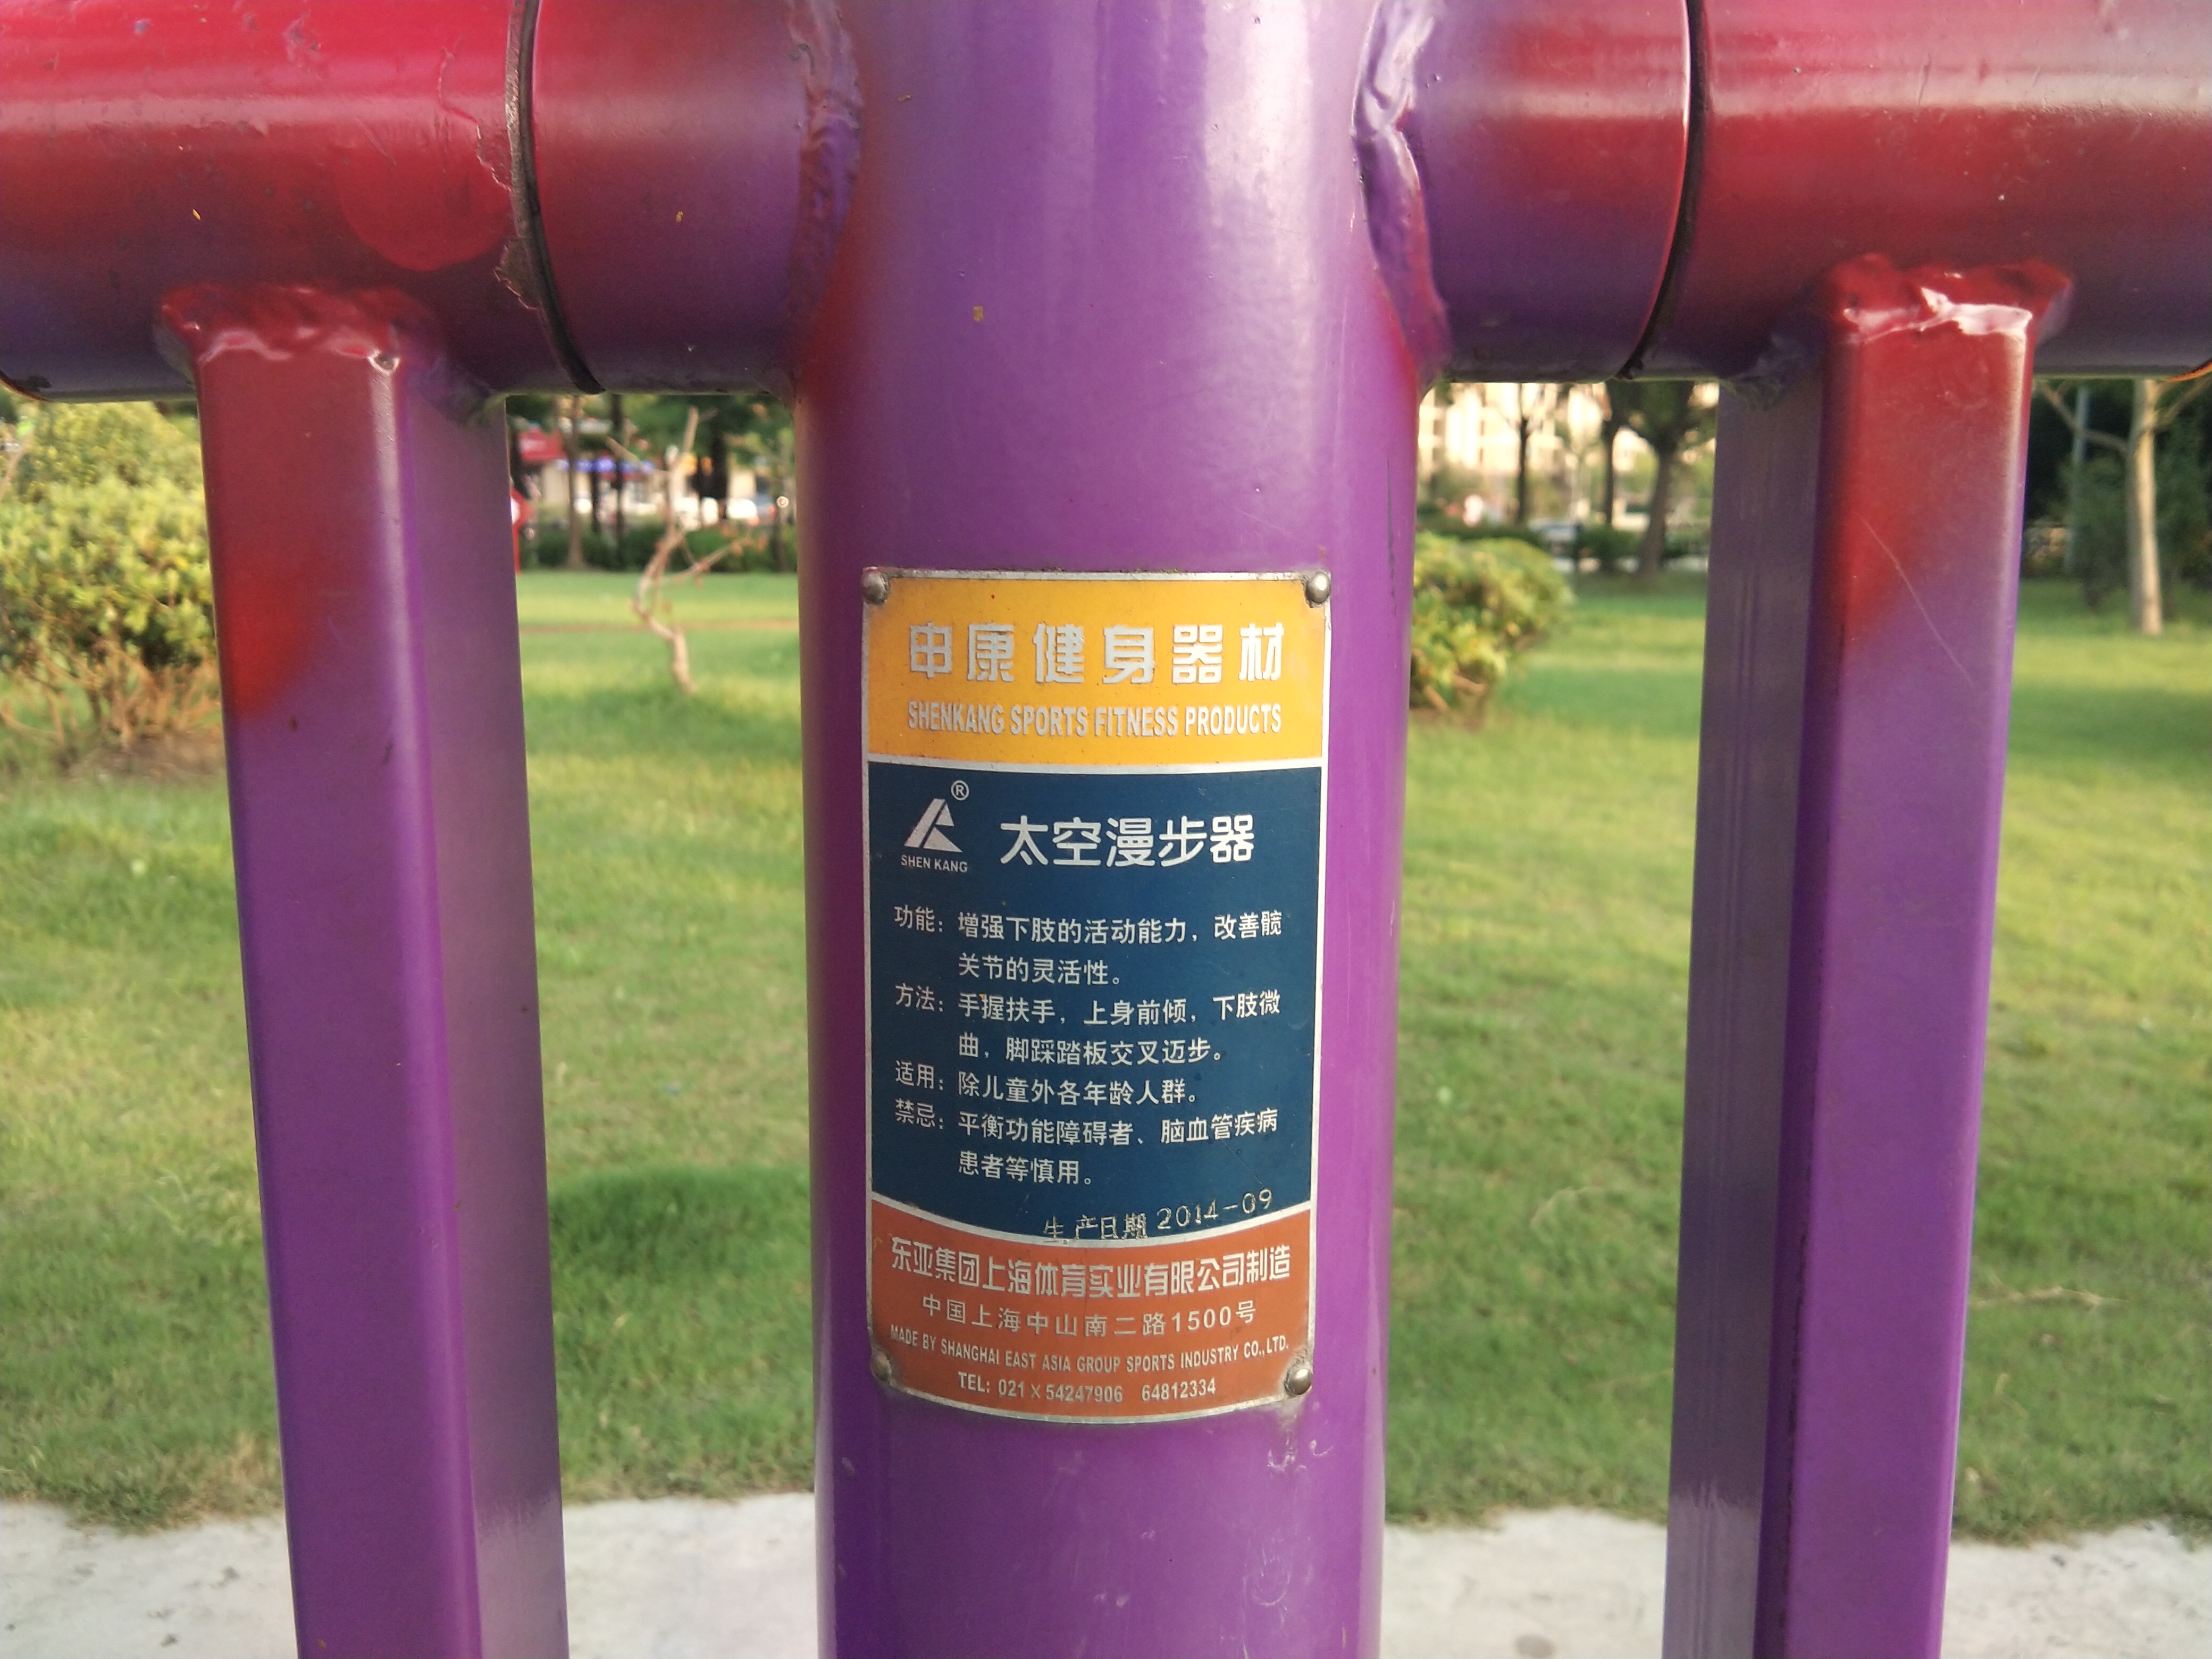 申康健身器材
SHENKANG SPORTS FITNESS PRODUCTS
®
SHEN KANG
太空漫步器
功能：增强下肢的活动能力，改善髋
关节的灵活性。
方法：手握扶手，上身前倾，下肢微
曲，脚踩踏板交叉迈步。
适用：除儿童外各年龄人群。
禁忌：平衡功能障碍者、脑血管疾病
患者等慎用。
生产日期 2014-09
东亚集团上海体育实业有限公司制造
中国上海中山南二路1500号
MADE BY SHANGHAI EAST ASIA GROUP SPORTS INDUSTRY CO.,LTD.
TEL: 021 X 54247906 64812334